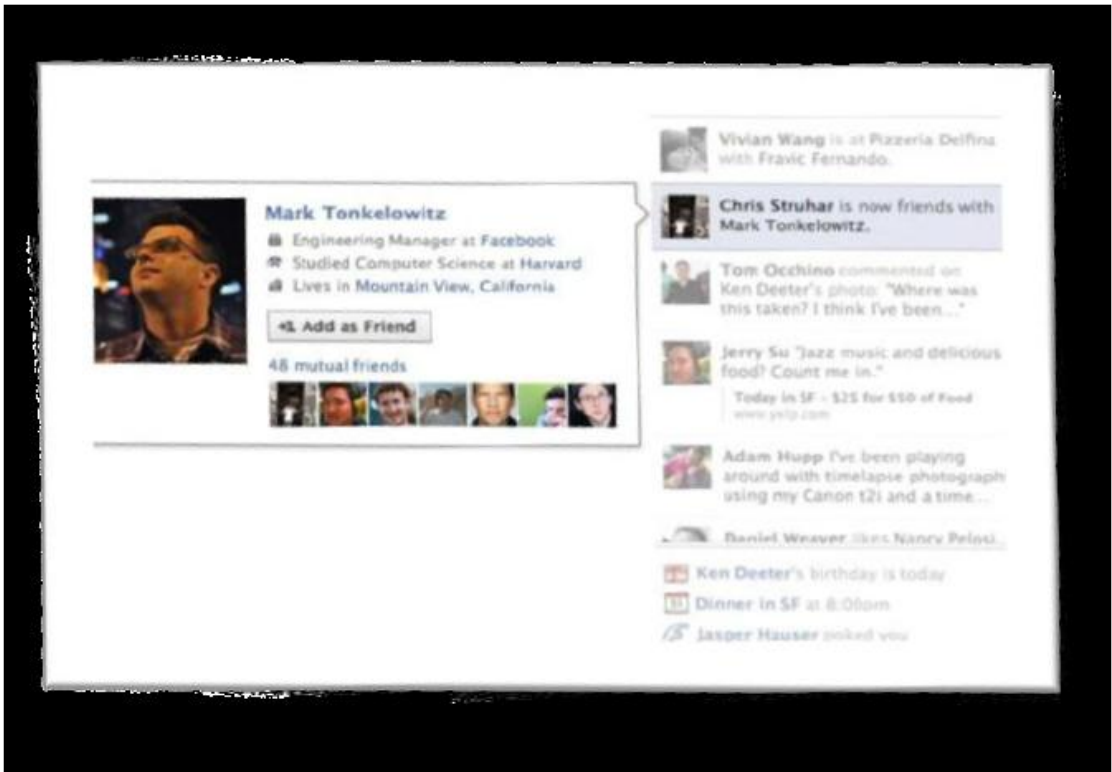 Mark Tonkelowitz
Engineering Manager at Facebook
Studied Computer Science at Harvard
Lives in Mountain View, California
+1 Add as Friend
48 mutual friends
Vivian Wang is at Pizzeria Delfina
with Fravic Fernando.
Chris Struhar is now friends with
Mark Tonkelowitz.
Tom Occhino commented on
Ken Deeter's photo: "Where was
this taken? I think I've been..."
Jerry Su "Jazz music and delicious
food? Count me in."
Today in SF - $25 for $50 of Food
www.yelp.com
Adam Hupp I've been playing
around with timelapse photograph
using my Canon t2i and a time...
Daniel Weaver likes Nancy Pelosi.
Ken Deeter's birthday is today
31 Dinner in SF at 8:00pm
Jasper Hauser poked you